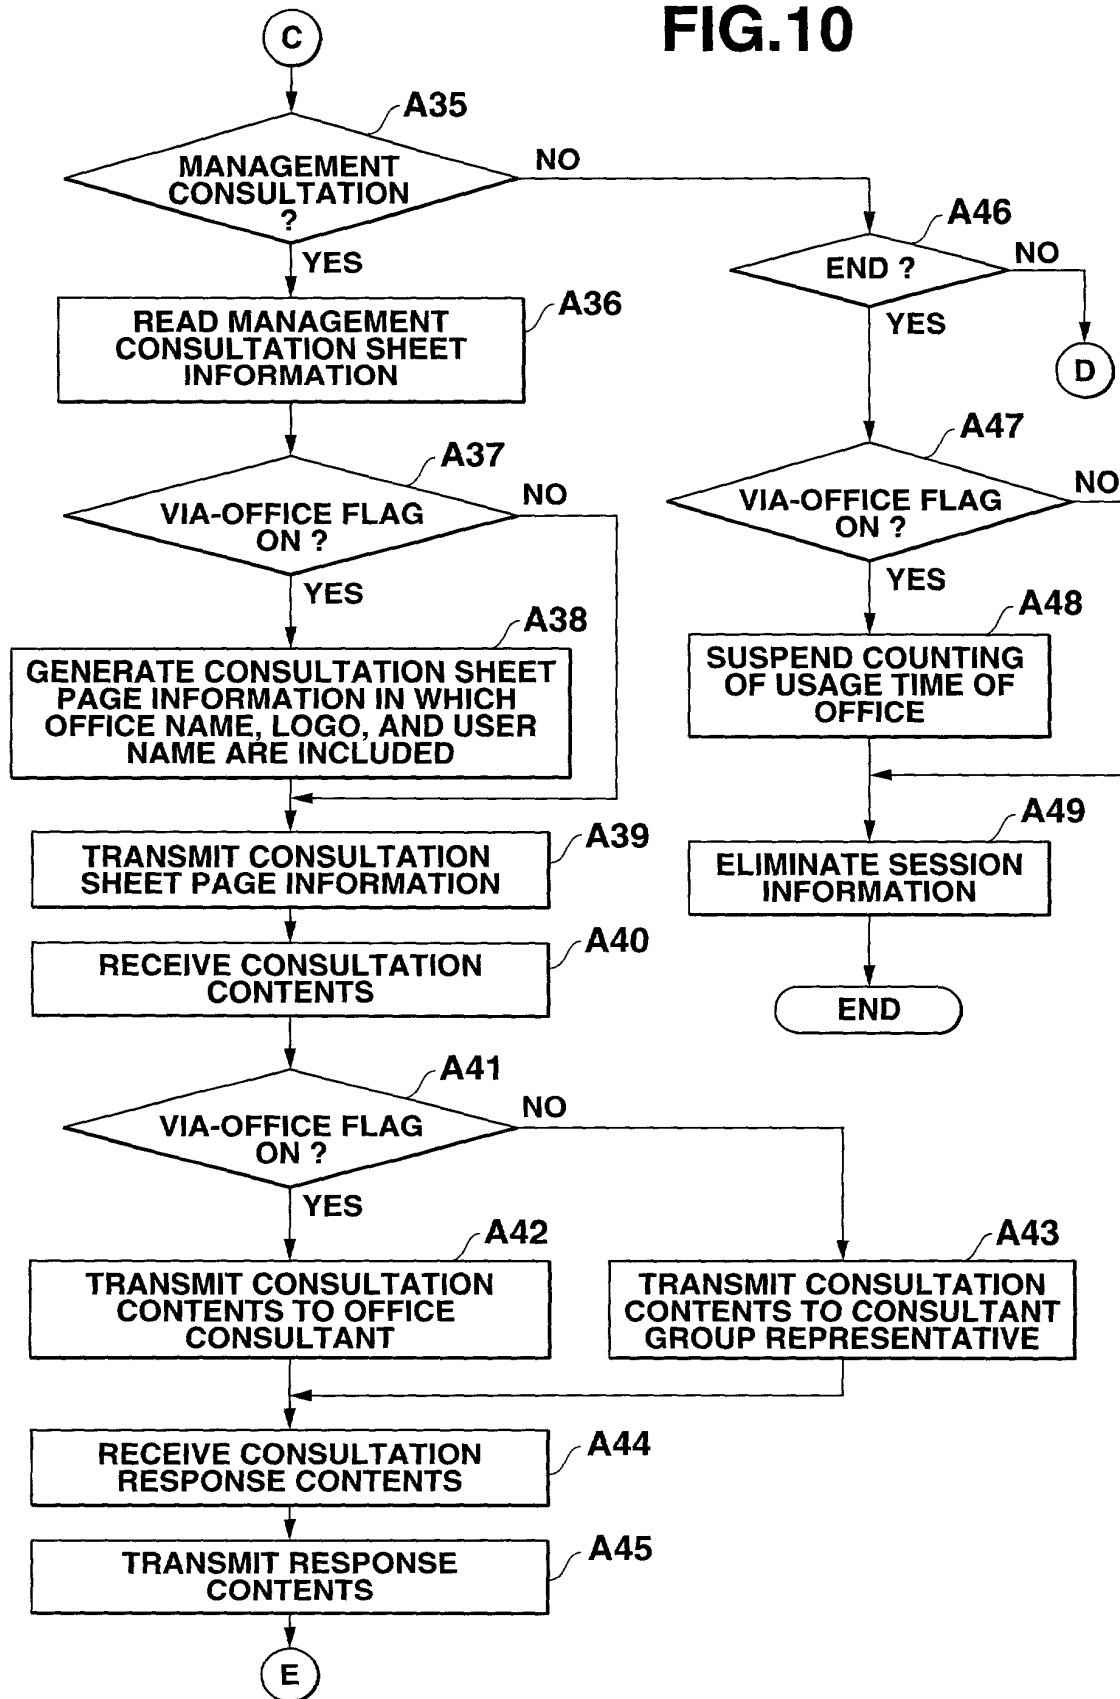 FIG.10
C
A35
MANAGEMENT
CONSULTATION
?
NO
YES
A36
READ MANAGEMENT
CONSULTATION SHEET
INFORMATION
A37
VIA-OFFICE FLAG
ON ?
NO
YES
A38
GENERATE CONSULTATION SHEET
PAGE INFORMATION IN WHICH
OFFICE NAME, LOGO, AND USER
NAME ARE INCLUDED
A39
TRANSMIT CONSULTATION
SHEET PAGE INFORMATION
A40
RECEIVE CONSULTATION
CONTENTS
A41
VIA-OFFICE FLAG
ON ?
NO
YES
A42
TRANSMIT CONSULTATION
CONTENTS TO OFFICE
CONSULTANT
A43
TRANSMIT CONSULTATION
CONTENTS TO CONSULTANT
GROUP REPRESENTATIVE
A44
RECEIVE CONSULTATION
RESPONSE CONTENTS
A45
TRANSMIT RESPONSE
CONTENTS
E
A46
END ?
NO
YES
D
A47
VIA-OFFICE FLAG
ON ?
NO
YES
A48
SUSPEND COUNTING
OF USAGE TIME OF
OFFICE
A49
ELIMINATE SESSION
INFORMATION
END